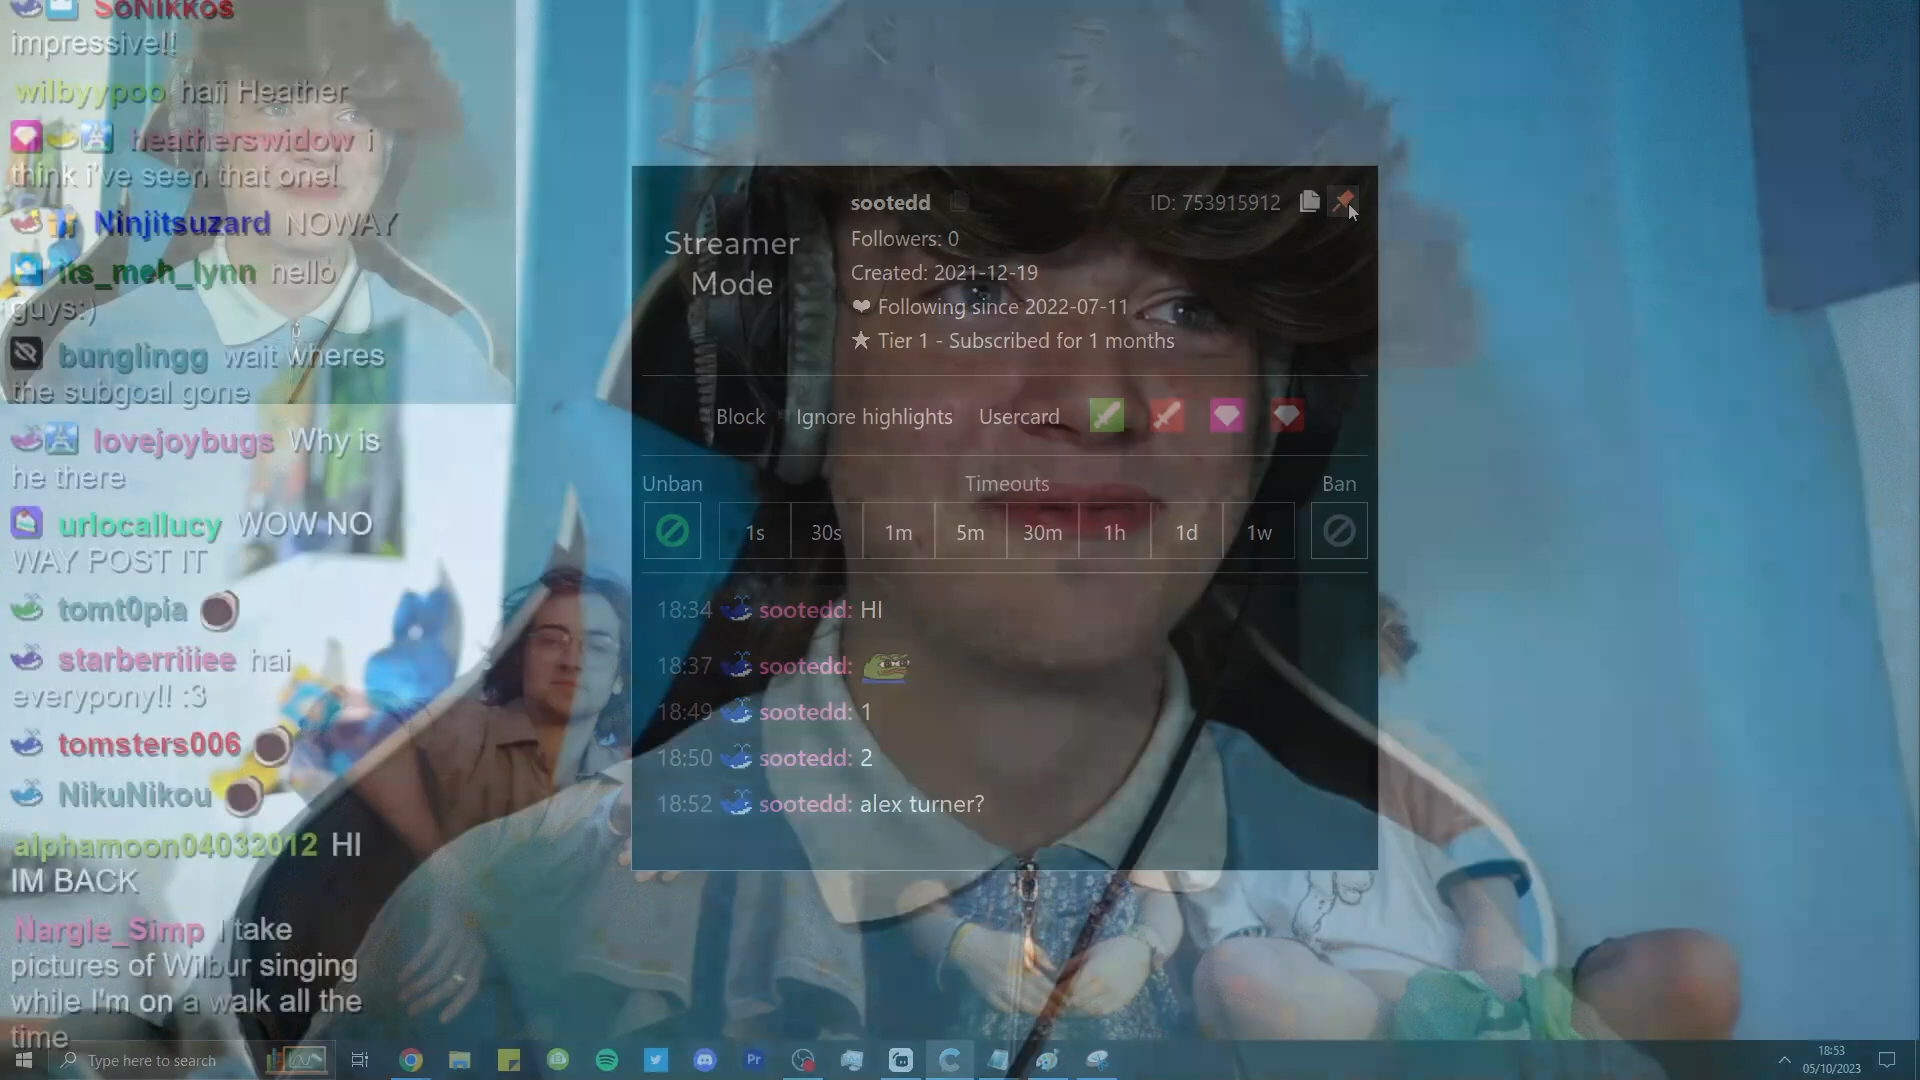 SoNikkos
impressive!!
wilbyypoo haii Heather
heatherswidow i
think i've seen that one!
Ninjitsuzard NOWAY
its_meh_lynn hello
guys:)
bunglingg wait wheres
the subgoal gone
lovejoybugs Why is
he there
urlocallucy WOW NO
WAY POST IT
tomt0pia
starberriiiee hai
everypony!! :3
tomsters006
NikuNikou
alphamoon04032012 HI
IM BACK
Nargle_Simp I take
pictures of Wilbur singing
while I'm on a walk all the
time
Streamer
Mode
sootedd
ID: 753915912
Followers: 0
Created: 2021-12-19
Following since 2022-07-11
Tier 1 - Subscribed for 1 months
Block Ignore highlights Usercard
Unban Timeouts Ban
1s 30s 1m 5m 30m 1h 1d 1w
18:34 sootedd: HI
18:37 sootedd:
18:49 sootedd: 1
18:50 sootedd: 2
18:52 sootedd: alex turner?
Type here to search
Pr
18:53
05/10/2023